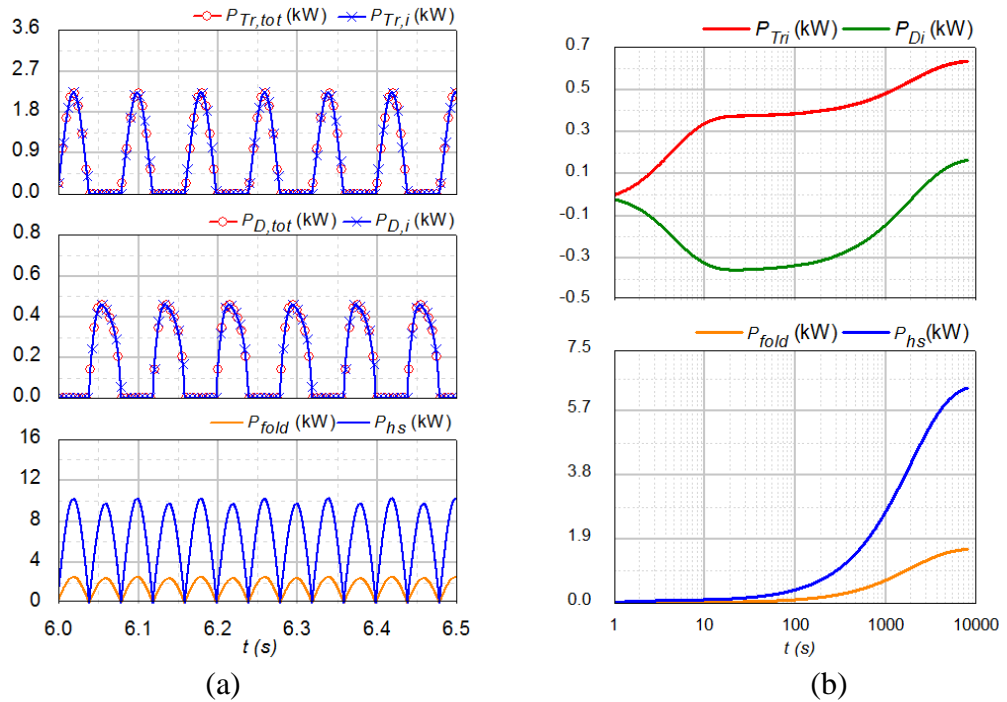 P_Tr,tot (kW) P_Tr,i (kW)
3.6
2.7
1.8
0.9
0.0
P_D,tot (kW) P_D,i (kW)
0.8
0.6
0.4
0.2
0.0
P_fold (kW) P_hs (kW)
16
12
8
4
0
6.0 6.1 6.2 6.3 6.4 6.5
t (s)
(a)
P_Tri (kW) P_Di (kW)
0.7
0.5
0.3
0.1
-0.1
-0.3
-0.5
P_fold (kW) P_hs (kW)
7.5
5.7
3.8
1.9
0.0
1 10 100 1000 10000
t (s)
(b)